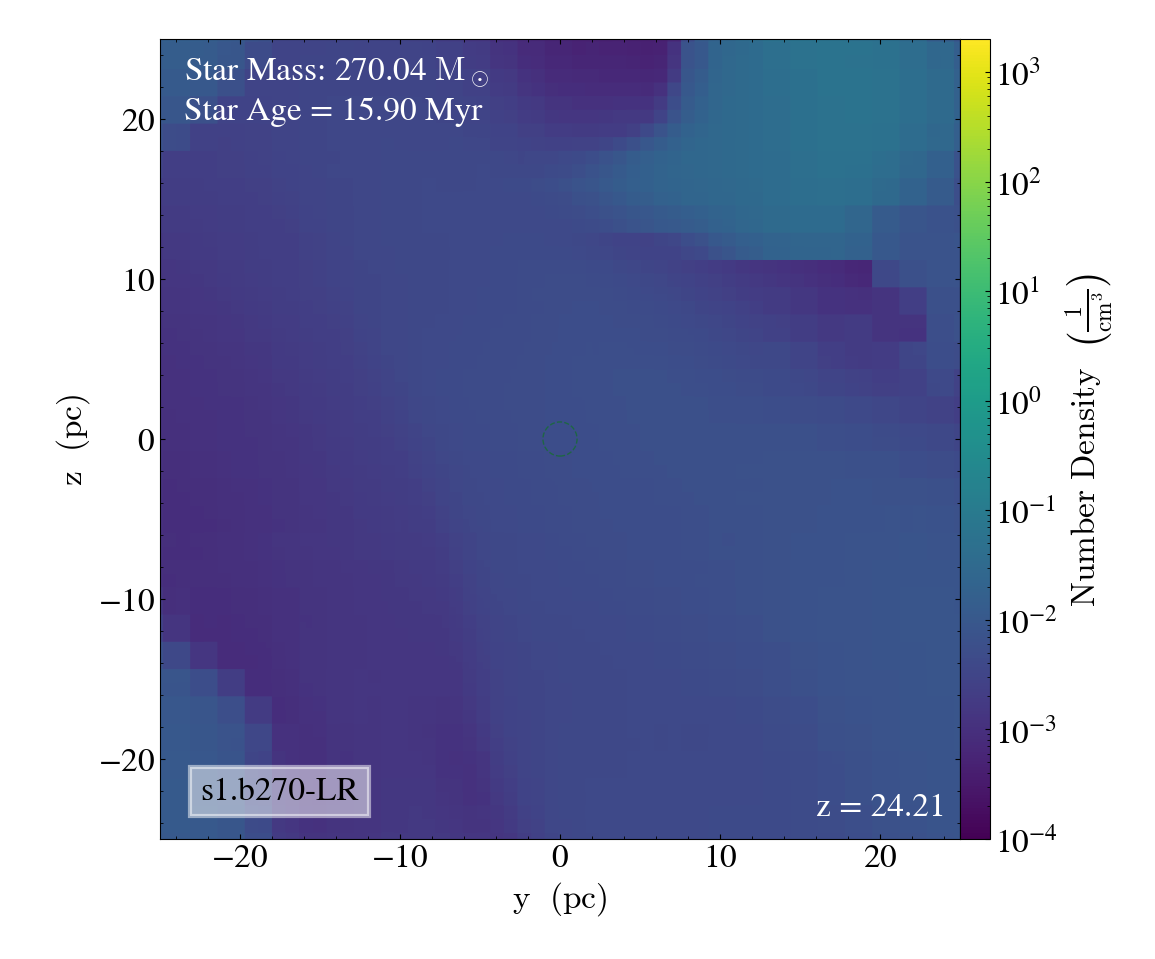 Star Mass: 270.04 M⊙
Star Age = 15.90 Myr
20
10
0
−10
−20
z (pc)
s1.b270-LR
z = 24.21
−20 −10 0 10 20
y (pc)
10³
10²
10¹
10⁰
10⁻¹
10⁻²
10⁻³
10⁻⁴
Number Density (1/cm³)